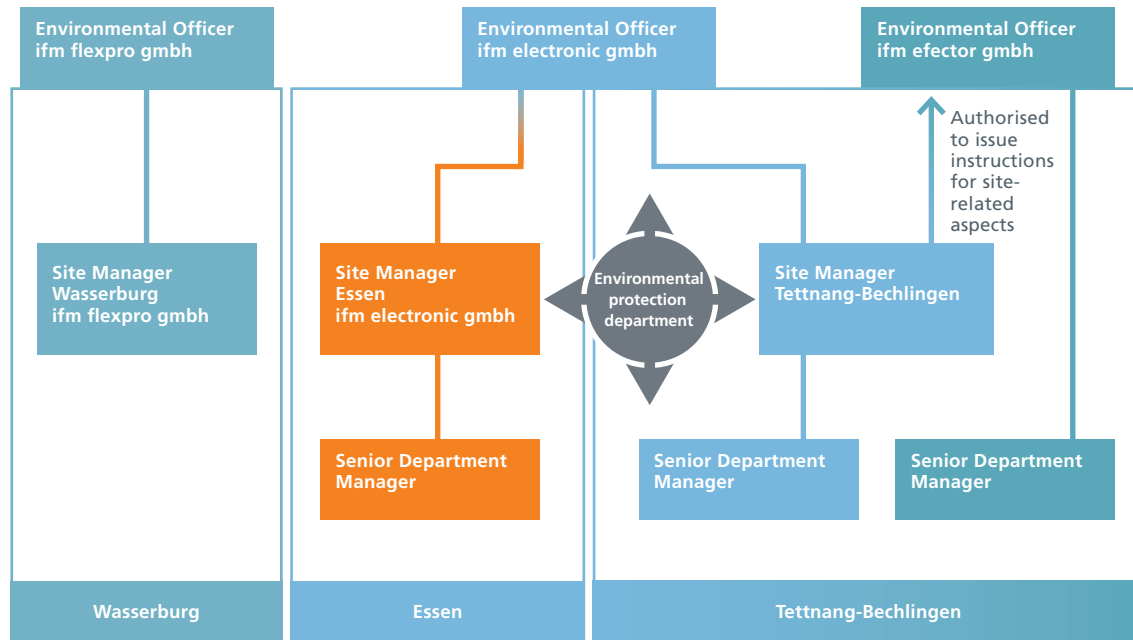 Environmental Officer
ifm flexpro gmbh
Environmental Officer
ifm electronic gmbh
Environmental Officer
ifm efector gmbh
Authorised
to issue
instructions
for site-
related
aspects
Site Manager
Wasserburg
ifm flexpro gmbh
Site Manager
Essen
ifm electronic gmbh
Environmental
protection
department
Site Manager
Tettnang-Bechlingen
Senior Department
Manager
Senior Department
Manager
Senior Department
Manager
Wasserburg
Essen
Tettnang-Bechlingen